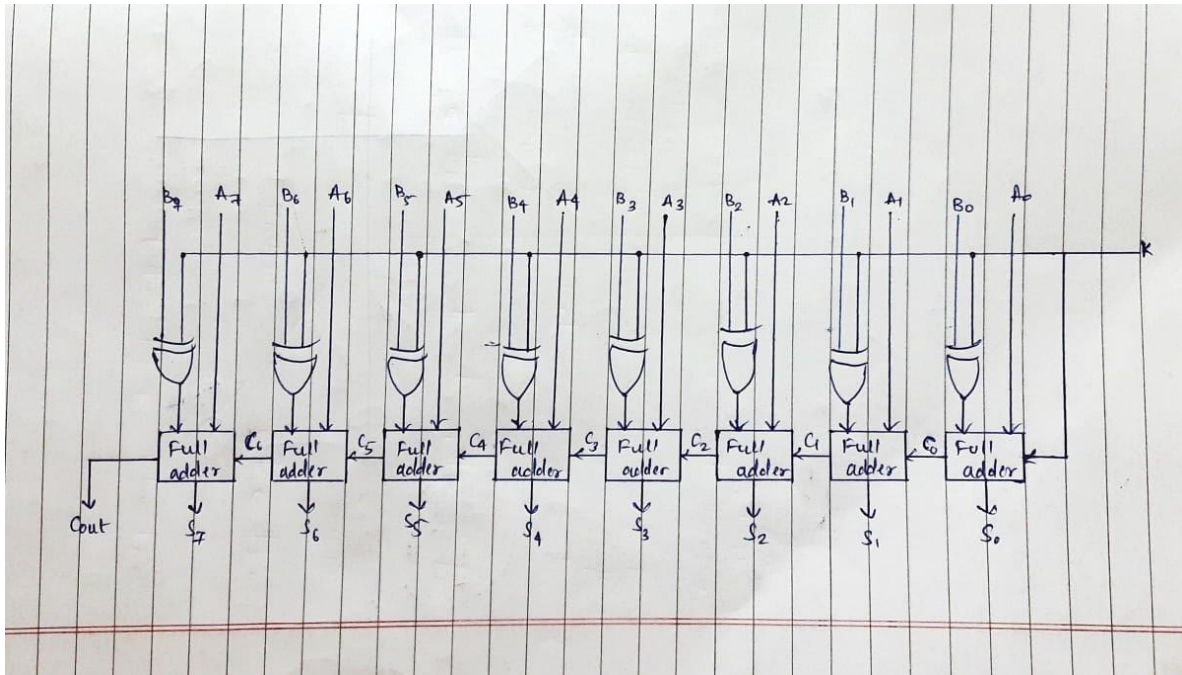 B7 A7 B6 A6 B5 A5 B4 A4 B3 A3 B2 A2 B1 A1 B0 A0
K
Full adder C6 Full adder C5 Full adder C4 Full adder C3 Full adder C2 Full adder C1 Full adder C0 Full adder
Cout S7 S6 S5 S4 S3 S2 S1 S0